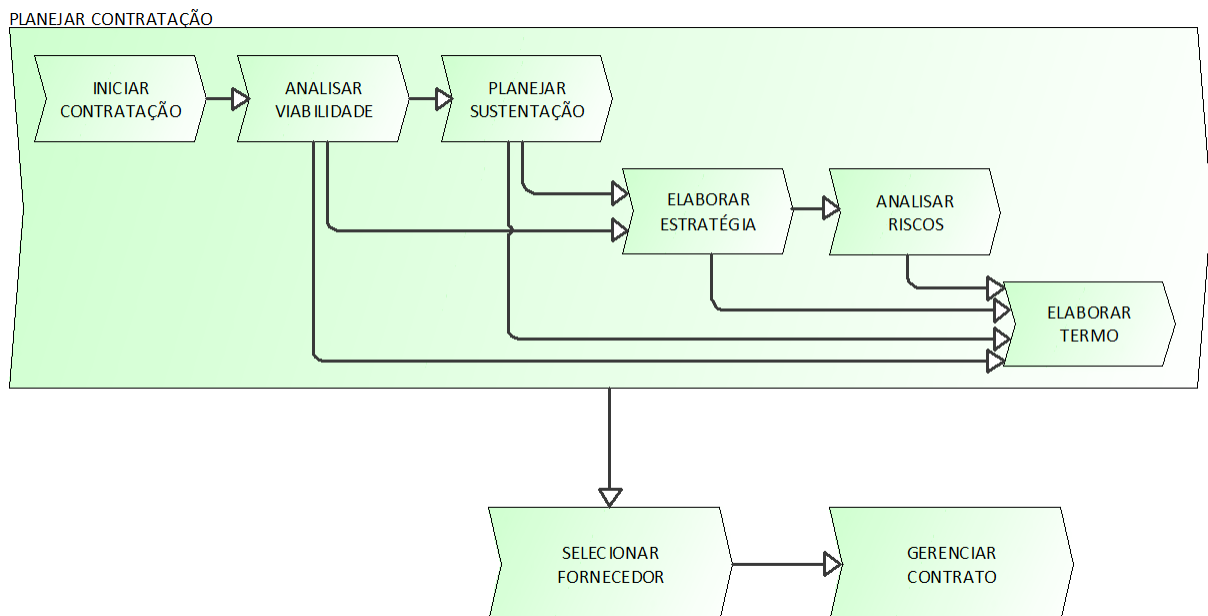 PLANEJAR CONTRATAÇÃO
INICIAR
CONTRATAÇÃO
ANALISAR
VIABILIDADE
PLANEJAR
SUSTENTAÇÃO
ELABORAR
ESTRATÉGIA
ANALISAR
RISCOS
ELABORAR
TERMO
SELECIONAR
FORNECEDOR
GERENCIAR
CONTRATO